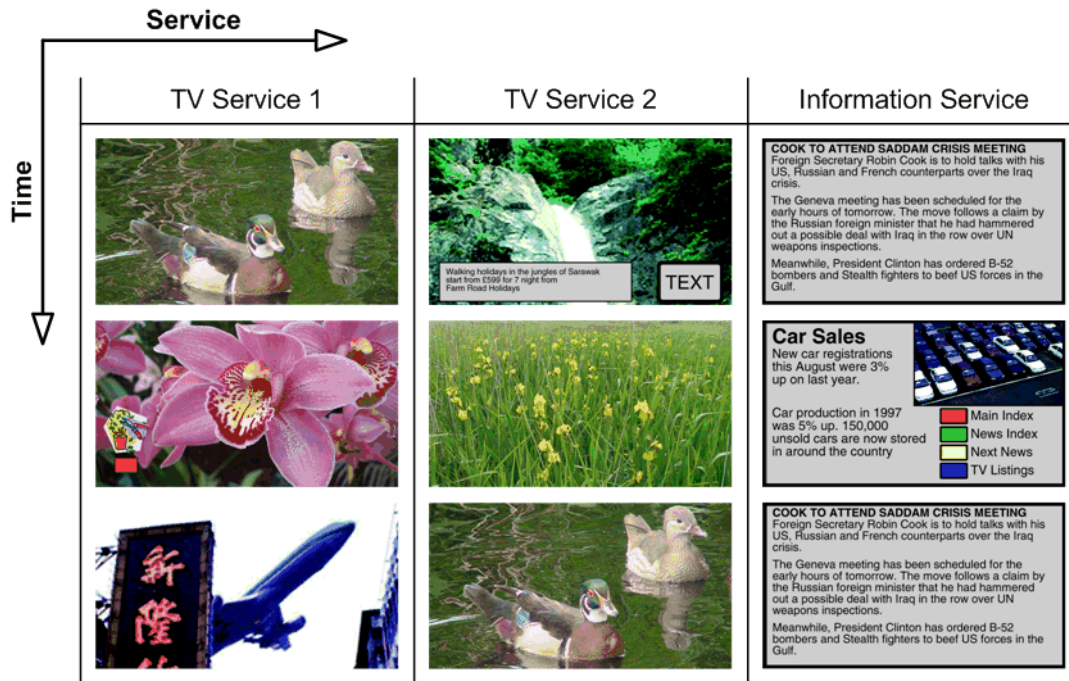 Service
Time
TV Service 1
TV Service 2
Information Service
Walking holidays in the jungles of Sarawak
start from £599 for 7 night from
Farm Road Holidays
TEXT
COOK TO ATTEND SADDAM CRISIS MEETING
Foreign Secretary Robin Cook is to hold talks with his
US, Russian and French counterparts over the Iraq
crisis.
The Geneva meeting has been scheduled for the
early hours of tomorrow. The move follows a claim by
the Russian foreign minister that he had hammered
out a possible deal with Iraq in the row over UN
weapons inspections.
Meanwhile, President Clinton has ordered B-52
bombers and Stealth fighters to beef US forces in the
Gulf.
Car Sales
New car registrations
this August were 3%
up on last year.
Car production in 1997
was 5% up. 150,000
unsold cars are now stored
in around the country
Main Index
News Index
Next News
TV Listings
新
隆
COOK TO ATTEND SADDAM CRISIS MEETING
Foreign Secretary Robin Cook is to hold talks with his
US, Russian and French counterparts over the Iraq
crisis.
The Geneva meeting has been scheduled for the
early hours of tomorrow. The move follows a claim by
the Russian foreign minister that he had hammered
out a possible deal with Iraq in the row over UN
weapons inspections.
Meanwhile, President Clinton has ordered B-52
bombers and Stealth fighters to beef US forces in the
Gulf.